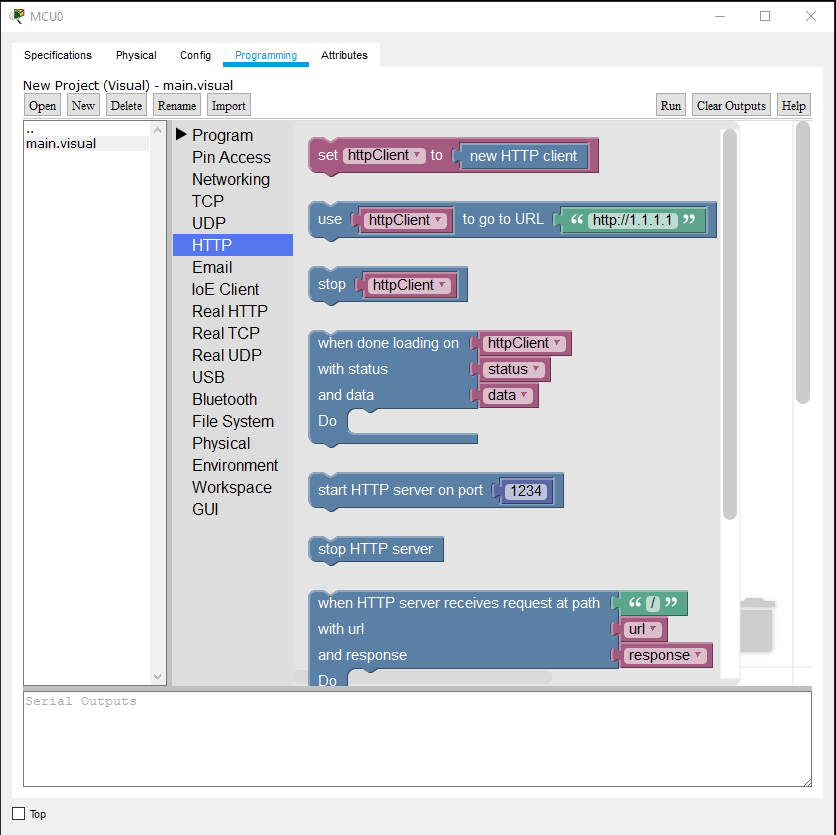 MCU0
Specifications Physical Config Programming Attributes
New Project (Visual) - main.visual
Open New Delete Rename Import Run Clear Outputs Help
..
main.visual
Program
Pin Access
Networking
TCP
UDP
HTTP
Email
IoE Client
Real HTTP
Real TCP
Real UDP
USB
Bluetooth
File System
Physical
Environment
Workspace
GUI
set httpClient to new HTTP client
use httpClient to go to URL “ http://1.1.1.1 ”
stop httpClient
when done loading on httpClient
with status status
and data data
Do
start HTTP server on port 1234
stop HTTP server
when HTTP server receives request at path “ / ”
with url url
and response response
Do
Serial Outputs
Top